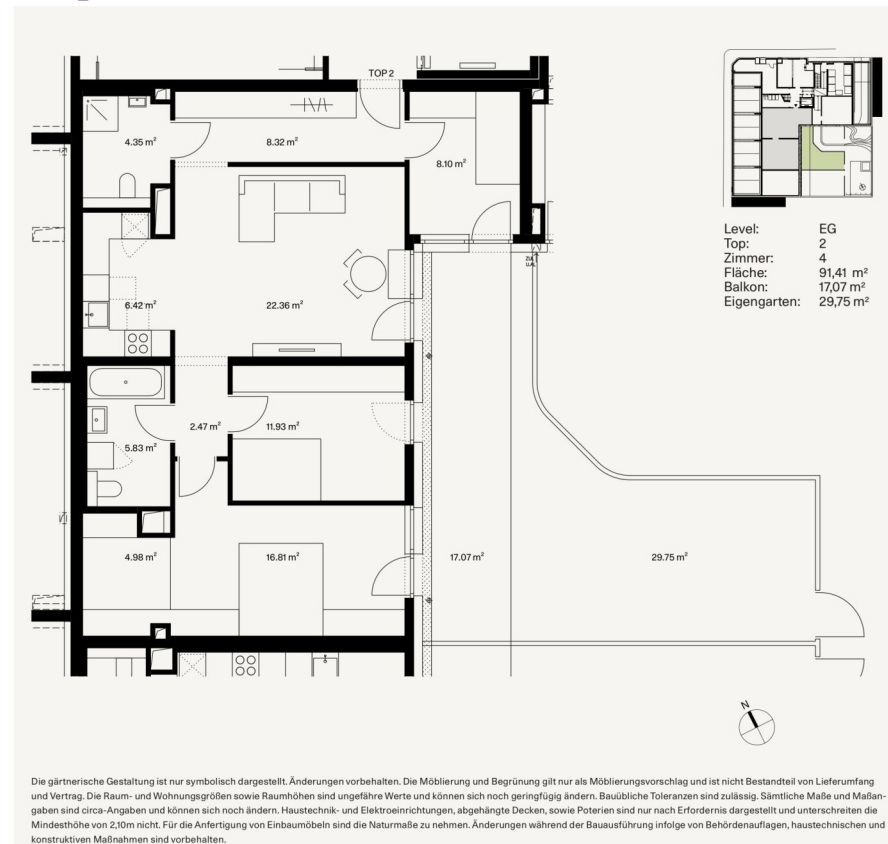 TOP 2
4.35 m²
8.32 m²
8.10 m²
6.42 m²
22.36 m²
2.47 m²
11.93 m²
5.83 m²
4.98 m²
16.81 m²
17.07 m²
29.75 m²
Level: EG
Top: 2
Zimmer: 4
Fläche: 91,41 m²
Balkon: 17,07 m²
Eigengarten: 29,75 m²
N
Die gärtnerische Gestaltung ist nur symbolisch dargestellt. Änderungen vorbehalten. Die Möblierung und Begrünung gilt nur als Möblierungsvorschlag und ist nicht Bestandteil von Lieferumfang
und Vertrag. Die Raum- und Wohnungsgrößen sowie Raumhöhen sind ungefähre Werte und können sich noch geringfügig ändern. Bauübliche Toleranzen sind zulässig. Sämtliche Maße und Maßan-
gaben sind circa-Angaben und können sich noch ändern. Haustechnik- und Elektroeinrichtungen, abgehängte Decken, sowie Poterien sind nur nach Erfordernis dargestellt und unterschreiten die
Mindesthöhe von 2,10m nicht. Für die Anfertigung von Einbaumöbeln sind die Naturmaße zu nehmen. Änderungen während der Bauausführung infolge von Behördenauflagen, haustechnischen und
konstruktiven Maßnahmen sind vorbehalten.